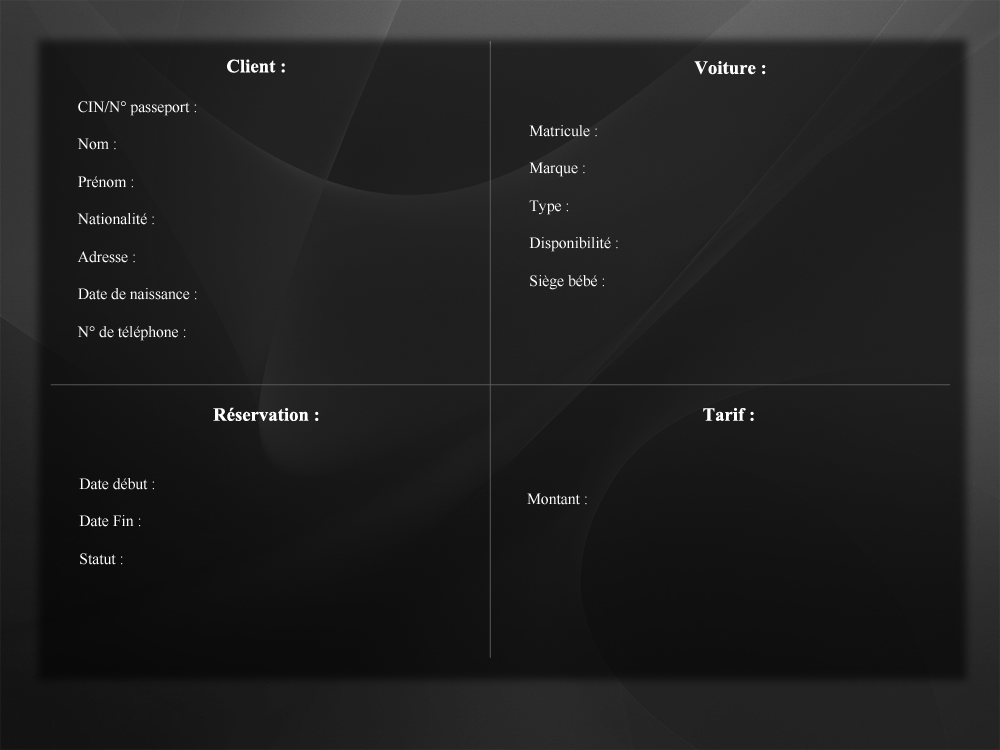 Client :
CIN/N° passeport :
Nom :
Prénom :
Nationalité :
Adresse :
Date de naissance :
N° de téléphone :
Voiture :
Matricule :
Marque :
Type :
Disponibilité :
Siège bébé :
Réservation :
Date début :
Date Fin :
Statut :
Tarif :
Montant :